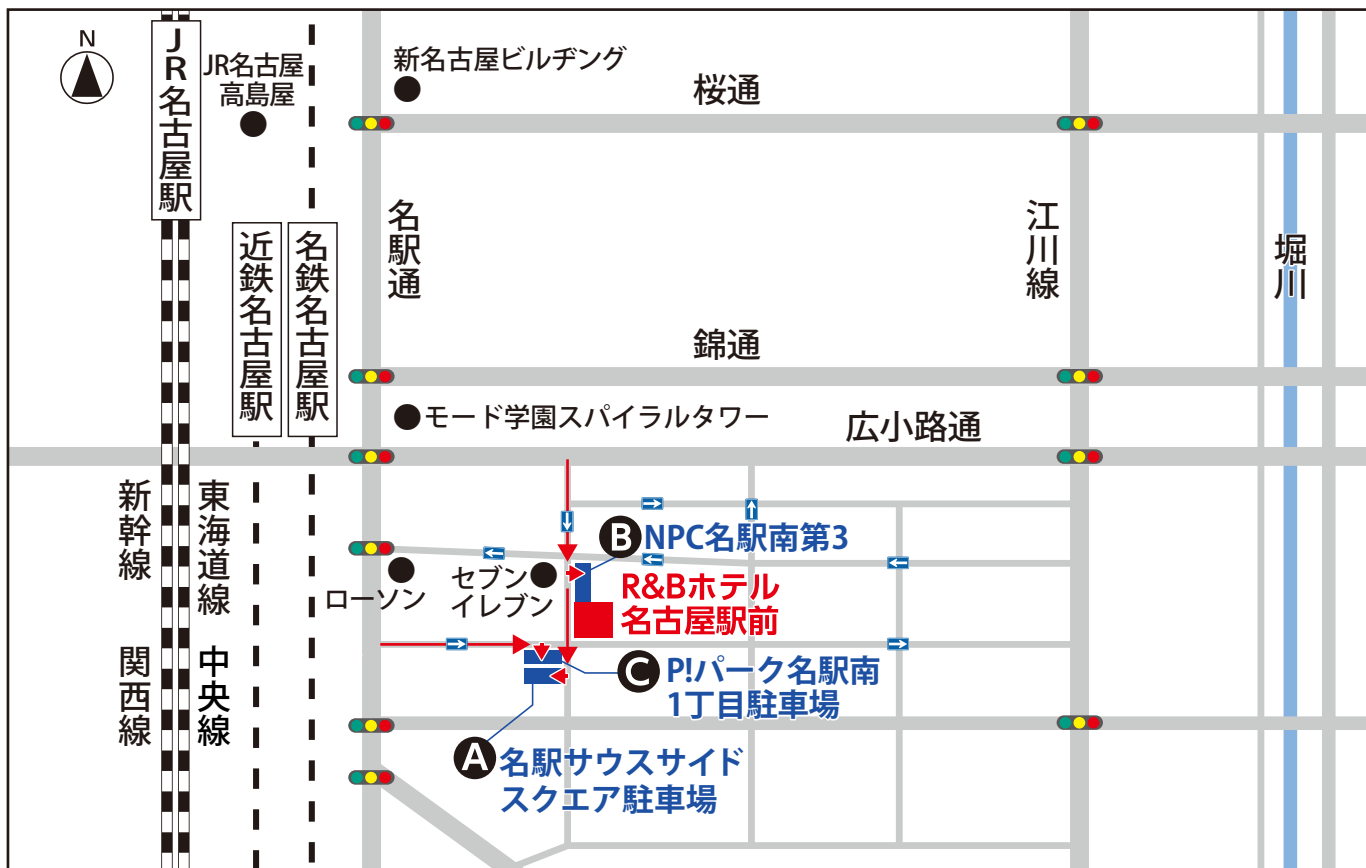 N
JR名古屋駅
JR名古屋
高島屋
新名古屋ビルヂング
桜通
近鉄名古屋駅
名鉄名古屋駅
名駅通
江川線
堀川
錦通
モード学園スパイラルタワー
広小路通
新幹線
東海道線
関西線
中央線
ローソン
セブン
イレブン
B NPC名駅南第3
R&Bホテル
名古屋駅前
C P!パーク名駅南
1丁目駐車場
A 名駅サウスサイド
スクエア駐車場